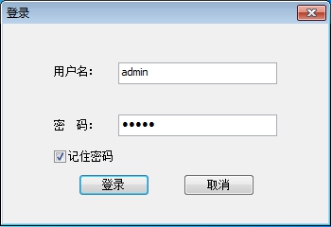 登录
用户名： admin
密 码： •••••
记住密码
登录 取消